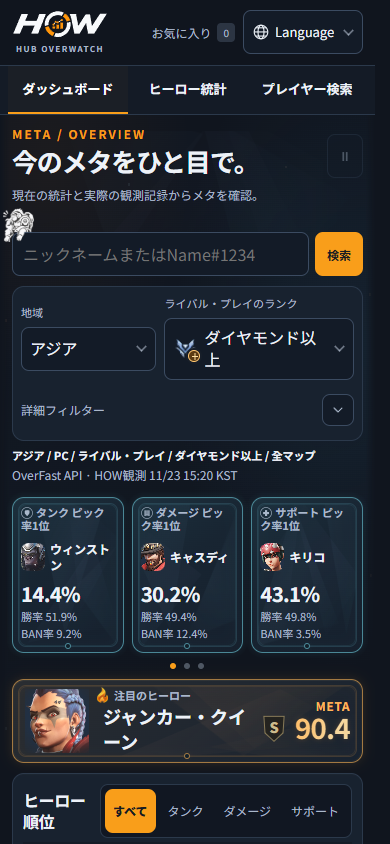 HOW
HUB OVERWATCH
お気に入り 0
Language
ダッシュボード ヒーロー統計 プレイヤー検索
META / OVERVIEW
今のメタをひと目で。
現在の統計と実際の観測記録からメタを確認。
ニックネームまたはName#1234 検索
地域
アジア
ライバル・プレイのランク
ダイヤモンド以
上
詳細フィルター
アジア / PC / ライバル・プレイ / ダイヤモンド以上 / 全マップ
OverFast API · HOW観測 11/23 15:20 KST
タンク ピック
率1位
ウィンスト
ン
14.4%
勝率 51.9%
BAN率 9.2%
ダメージ ピッ
ク率1位
キャスディ
30.2%
勝率 49.4%
BAN率 12.4%
サポート ピッ
ク率1位
キリコ
43.1%
勝率 49.8%
BAN率 3.5%
注目のヒーロー
ジャンカー・クイ
ーン
S
META
90.4
ヒーロー
順位
すべて タンク ダメージ サポート